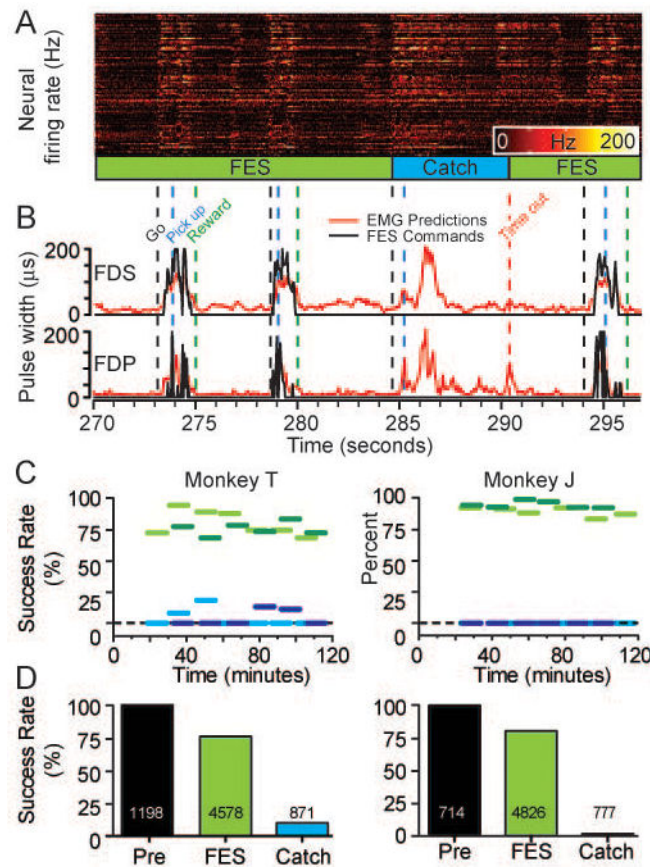 A
Neural
firing rate (Hz)
0 Hz 200
FES Catch FES
B
Go
Pick up
Reward
EMG Predictions
FES Commands
Time out
Pulse width (µs)
200
FDS
0
200
FDP
0
270 275 280 285 290 295
Time (seconds)
C
Monkey T
Monkey J
Success Rate
(%)
100
75
50
25
0
0 40 80 120
Time (minutes)
Percent
100
75
50
25
0
0 40 80 120
Time (minutes)
D
Success Rate
(%)
100
75
50
25
0
1198 4578 871
Pre FES Catch
100
75
50
25
0
714 4826 777
Pre FES Catch